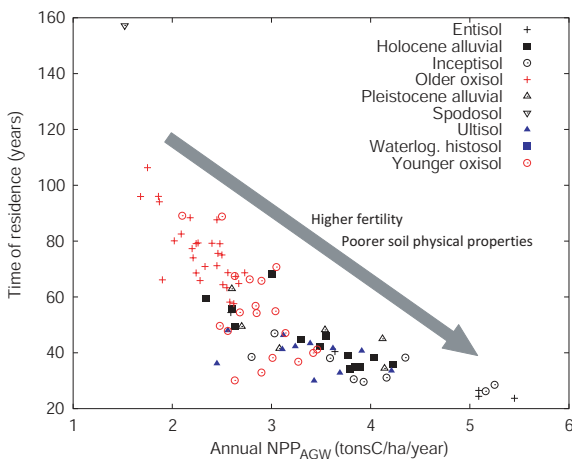 160
140
120
100
80
60
40
20
1
2
3
4
5
6
Time of residence (years)
Annual NPPAGW (tonsC/ha/year)
Entisol
Holocene alluvial
Inceptisol
Older oxisol
Pleistocene alluvial
Spodosol
Ultisol
Waterlog. histosol
Younger oxisol
Higher fertility
Poorer soil physical properties